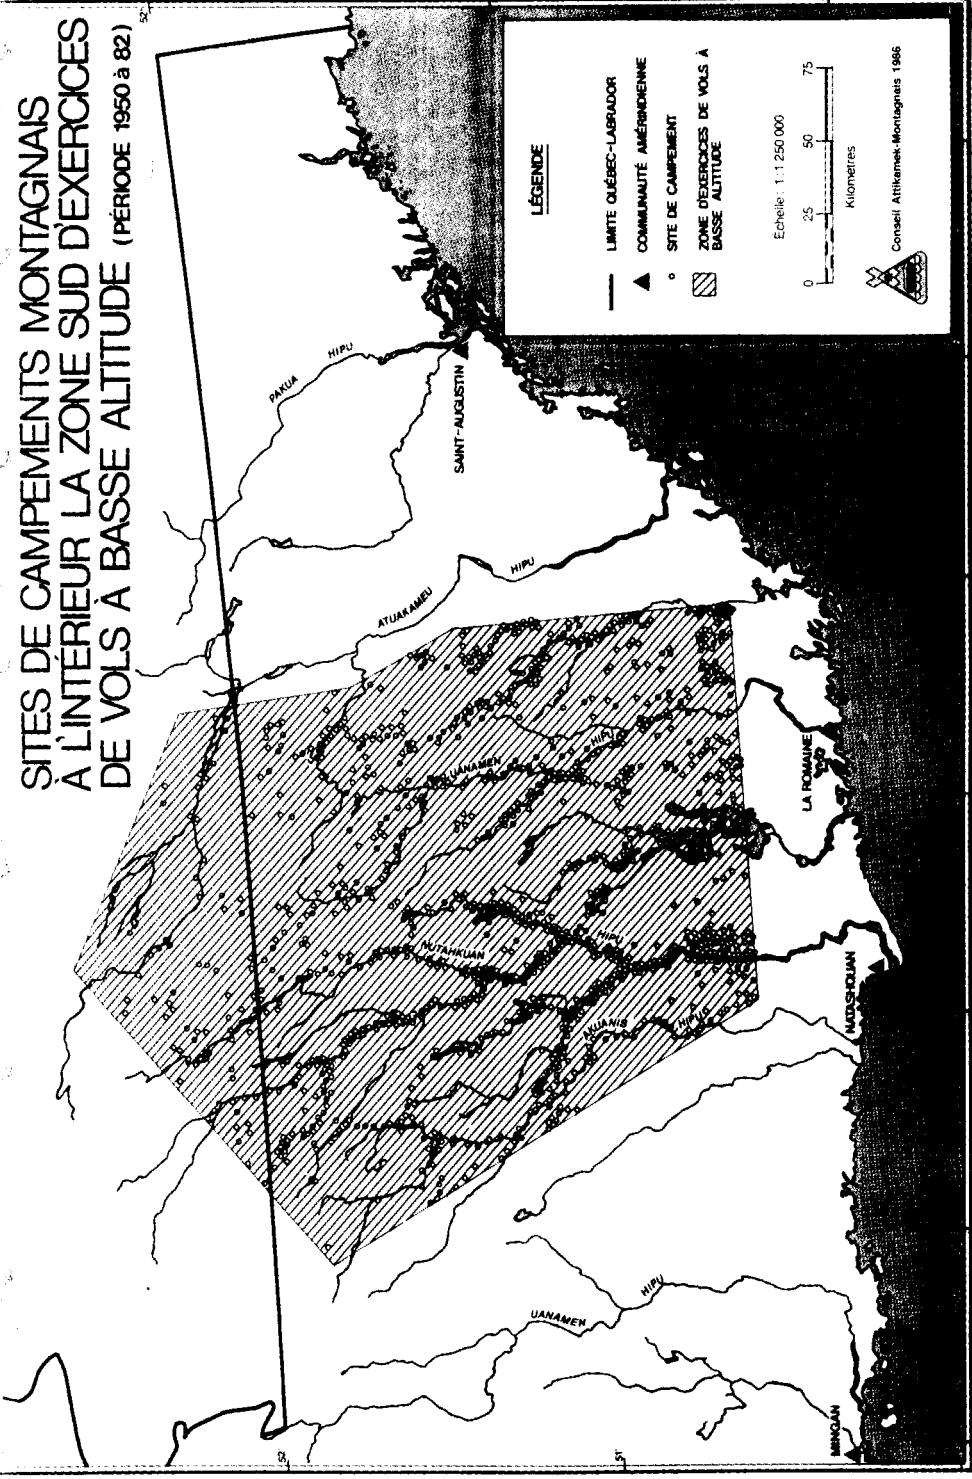 SITES DE CAMPEMENTS MONTAGNAIS
À L'INTÉRIEUR LA ZONE SUD D'EXERCICES
DE VOLS À BASSE ALTITUDE (PÉRIODE 1950 à 82)
52
52
51
PAKUA HIPU
SAINT-AUGUSTIN
ATUAKAMEU HIPU
UANAMEN HIPU
LA ROMAINE
NUTAHKUAN HIPU
AKUANIS HIPU
NADSHQUAN
UANAMEN HIPU
MINGAN
LÉGENDE
LIMITE QUÉBEC-LABRADOR
COMMUNAUTÉ AMÉRINDIENNE
SITE DE CAMPEMENT
ZONE D'EXERCICES DE VOLS À
BASSE ALTITUDE
Echelle : 1 : 1 250 000
0 25 50 75
Kilometres
Conseil Attikamek-Montagnais 1986